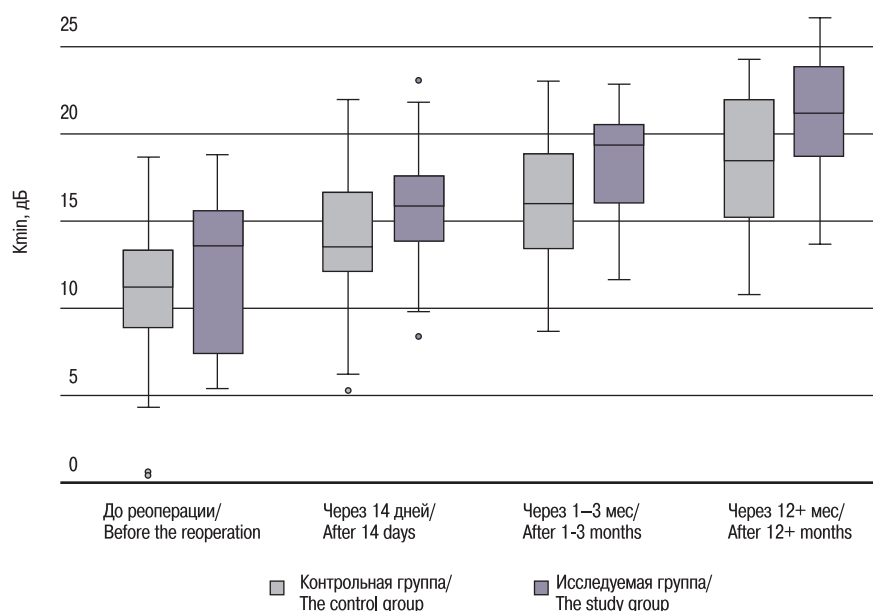 25
20
15
10
5
0
Kmin, дБ
До реоперации/
Before the reoperation
Через 14 дней/
After 14 days
Через 1–3 мес/
After 1-3 months
Через 12+ мес/
After 12+ months
Контрольная группа/
The control group
Исследуемая группа/
The study group